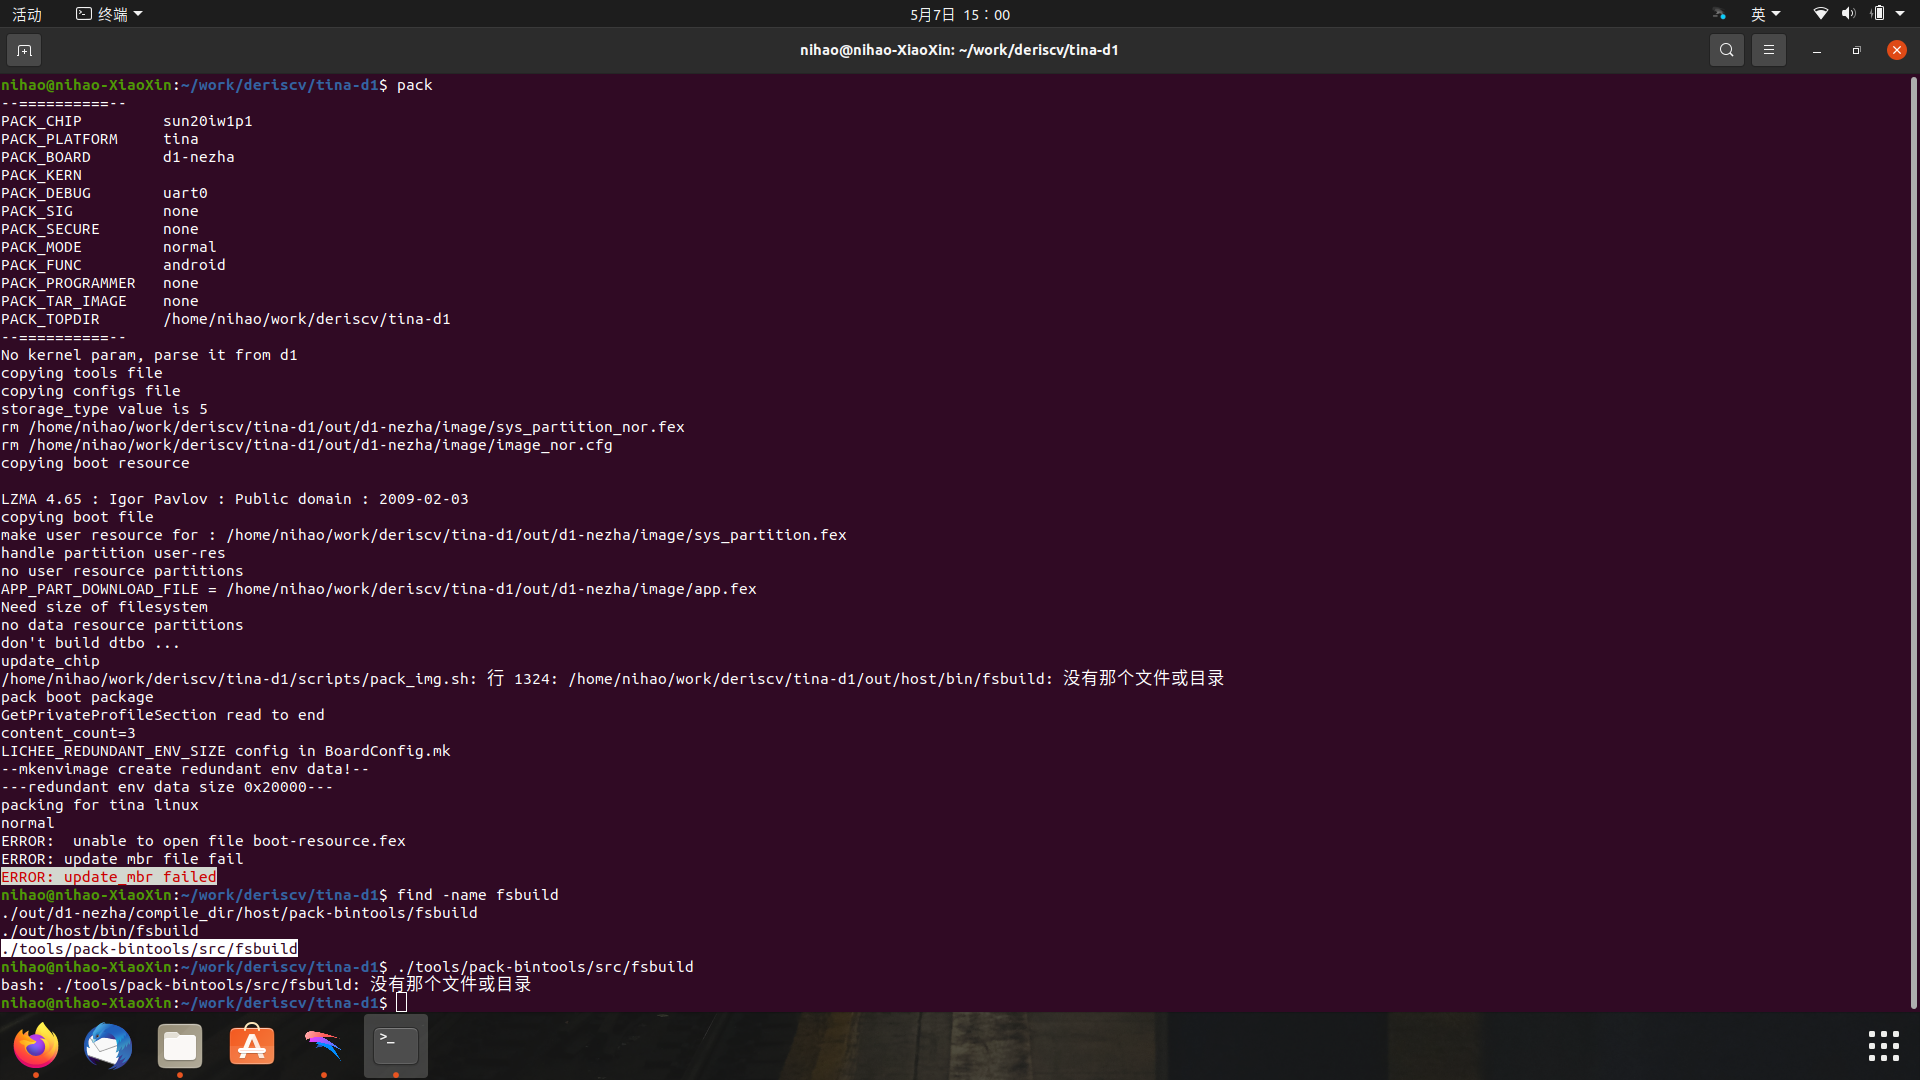 活动
终端
5月7日 15：00
英
nihao@nihao-XiaoXin: ~/work/deriscv/tina-d1
nihao@nihao-XiaoXin:~/work/deriscv/tina-d1$ pack
--==========--
PACK_CHIP         sun20iw1p1
PACK_PLATFORM     tina
PACK_BOARD        d1-nezha
PACK_KERN
PACK_DEBUG        uart0
PACK_SIG          none
PACK_SECURE       none
PACK_MODE         normal
PACK_FUNC         android
PACK_PROGRAMMER   none
PACK_TAR_IMAGE    none
PACK_TOPDIR       /home/nihao/work/deriscv/tina-d1
--==========--
No kernel param, parse it from d1
copying tools file
copying configs file
storage_type value is 5
rm /home/nihao/work/deriscv/tina-d1/out/d1-nezha/image/sys_partition_nor.fex
rm /home/nihao/work/deriscv/tina-d1/out/d1-nezha/image/image_nor.cfg
copying boot resource
LZMA 4.65 : Igor Pavlov : Public domain : 2009-02-03
copying boot file
make user resource for : /home/nihao/work/deriscv/tina-d1/out/d1-nezha/image/sys_partition.fex
handle partition user-res
no user resource partitions
APP_PART_DOWNLOAD_FILE = /home/nihao/work/deriscv/tina-d1/out/d1-nezha/image/app.fex
Need size of filesystem
no data resource partitions
don't build dtbo ...
update_chip
/home/nihao/work/deriscv/tina-d1/scripts/pack_img.sh: 行 1324: /home/nihao/work/deriscv/tina-d1/out/host/bin/fsbuild: 没有那个文件或目录
pack boot package
GetPrivateProfileSection read to end
content_count=3
LICHEE_REDUNDANT_ENV_SIZE config in BoardConfig.mk
--mkenvimage create redundant env data!--
---redundant env data size 0x20000---
packing for tina linux
normal
ERROR:  unable to open file boot-resource.fex
ERROR: update mbr file fail
ERROR: update_mbr failed
nihao@nihao-XiaoXin:~/work/deriscv/tina-d1$ find -name fsbuild
./out/d1-nezha/compile_dir/host/pack-bintools/fsbuild
./out/host/bin/fsbuild
./tools/pack-bintools/src/fsbuild
nihao@nihao-XiaoXin:~/work/deriscv/tina-d1$ ./tools/pack-bintools/src/fsbuild
bash: ./tools/pack-bintools/src/fsbuild: 没有那个文件或目录
nihao@nihao-XiaoXin:~/work/deriscv/tina-d1$